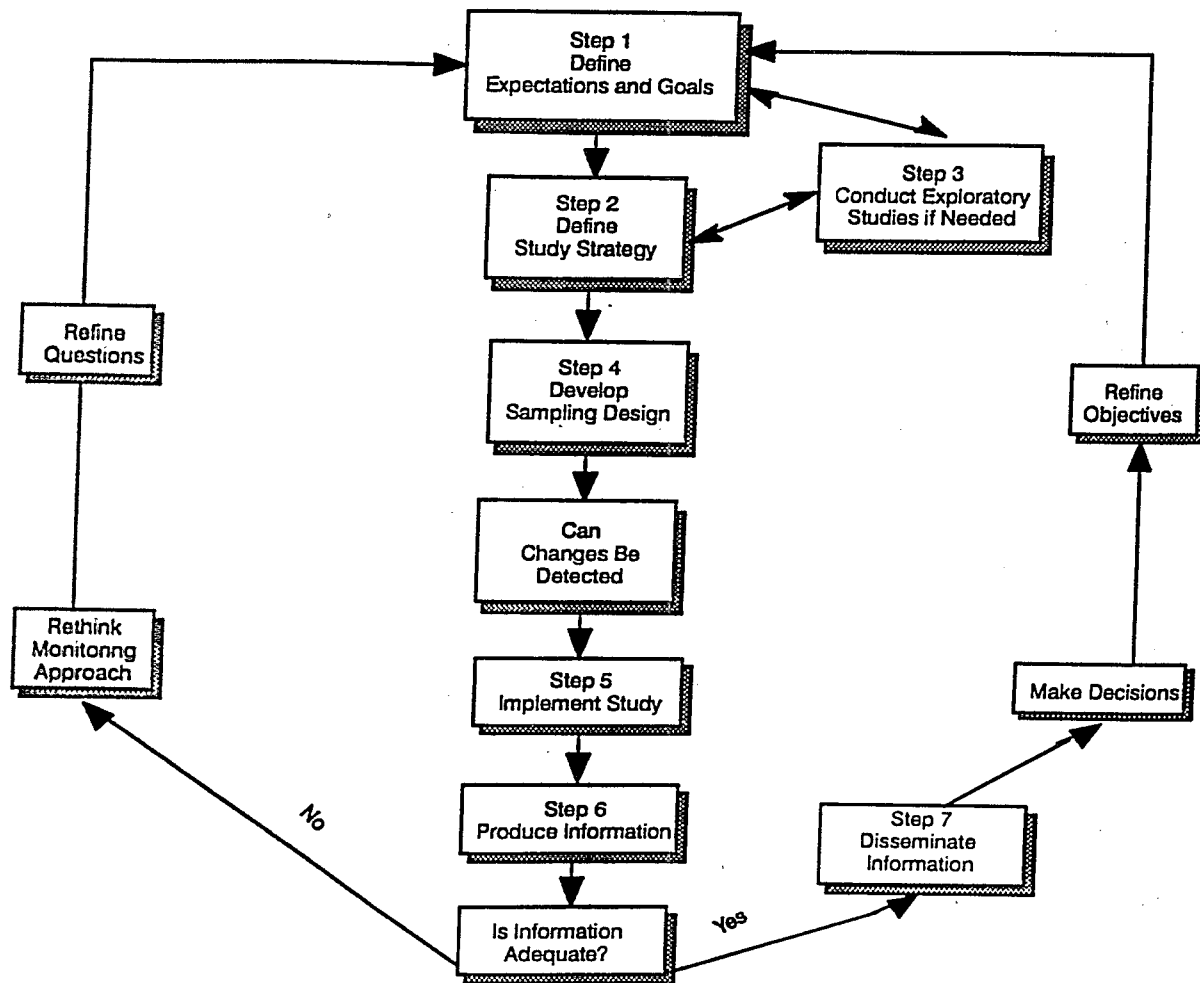 Step 1
Define
Expectations and Goals
Step 3
Conduct Exploratory
Studies if Needed
Step 2
Define
Study Strategy
Refine
Questions
Step 4
Develop
Sampling Design
Refine
Objectives
Can
Changes Be
Detected
Rethink
Monitonng
Approach
Step 5
Implement Study
Make Decisions
No
Step 6
Produce Information
Step 7
Disseminate
Information
Is Information
Adequate?
Yes